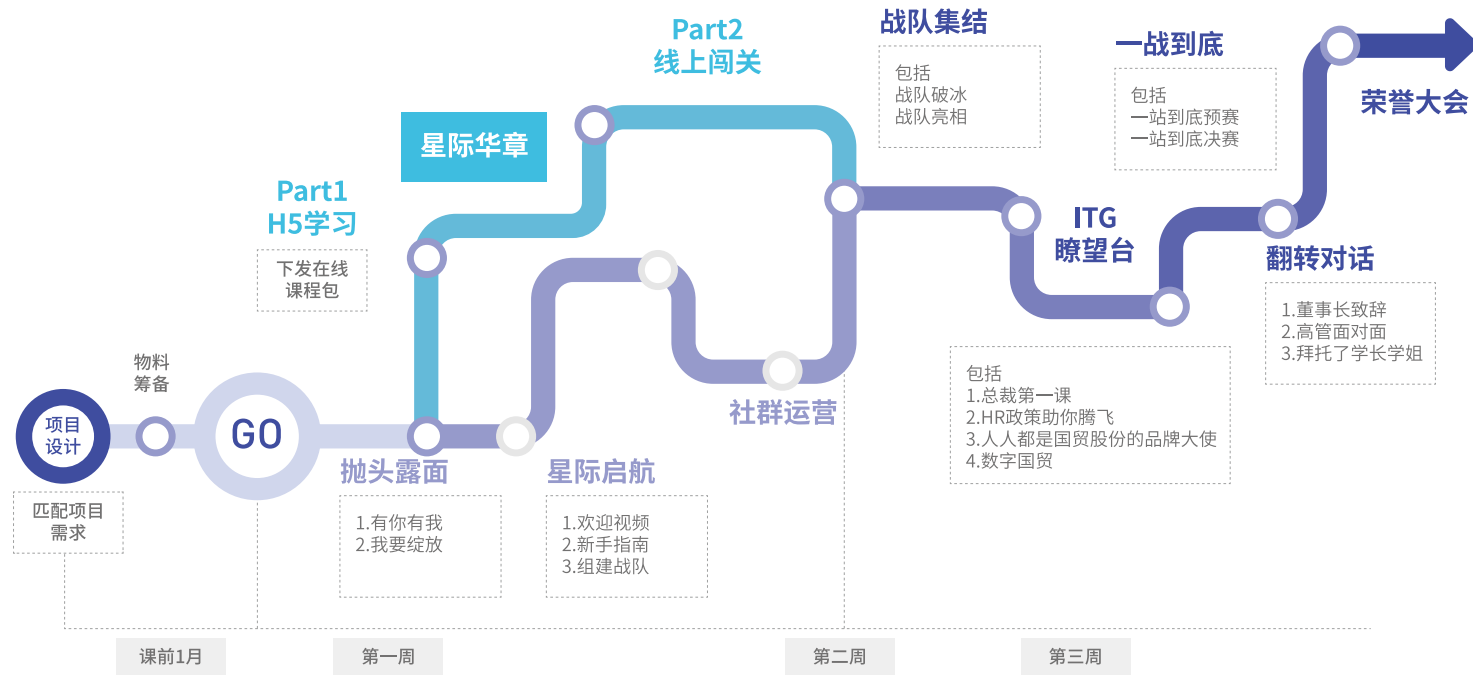 项目
设计
匹配项目
需求
物料
筹备
GO
Part1
H5学习
下发在线
课程包
星际华章
Part2
线上闯关
抛头露面
1.有你有我
2.我要绽放
星际启航
1.欢迎视频
2.新手指南
3.组建战队
社群运营
战队集结
包括
战队破冰
战队亮相
ITG
瞭望台
包括
1.总裁第一课
2.HR政策助你腾飞
3.人人都是国贸股份的品牌大使
4.数字国贸
一战到底
包括
一站到底预赛
一站到底决赛
翻转对话
1.董事长致辞
2.高管面对面
3.拜托了学长学姐
荣誉大会
课前1月
第一周
第二周
第三周